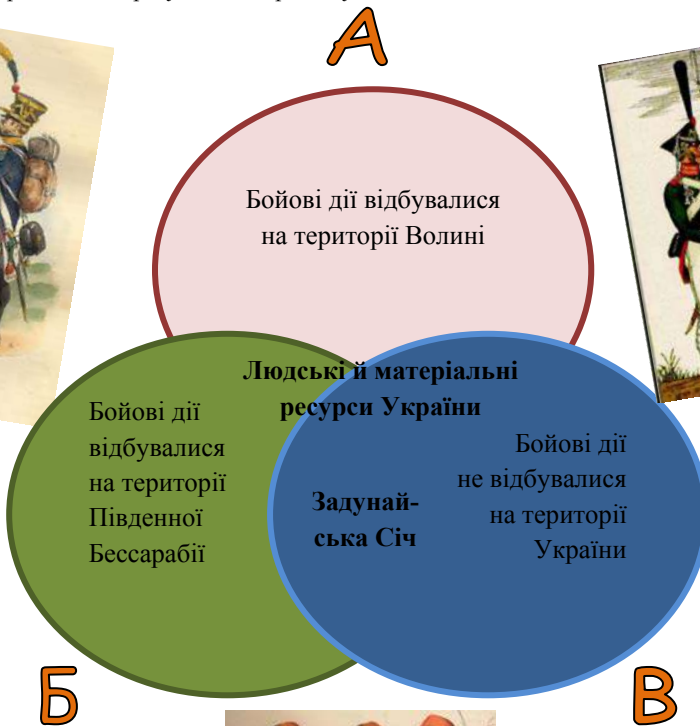 А
Бойові дії відбувалися
на території Волині
Людські й матеріальні
ресурси України
Бойові дії
відбувалися
на території
Південної
Бессарабії
Задунай-
ська Січ
Бойові дії
не відбувалися
на території
України
Б
В